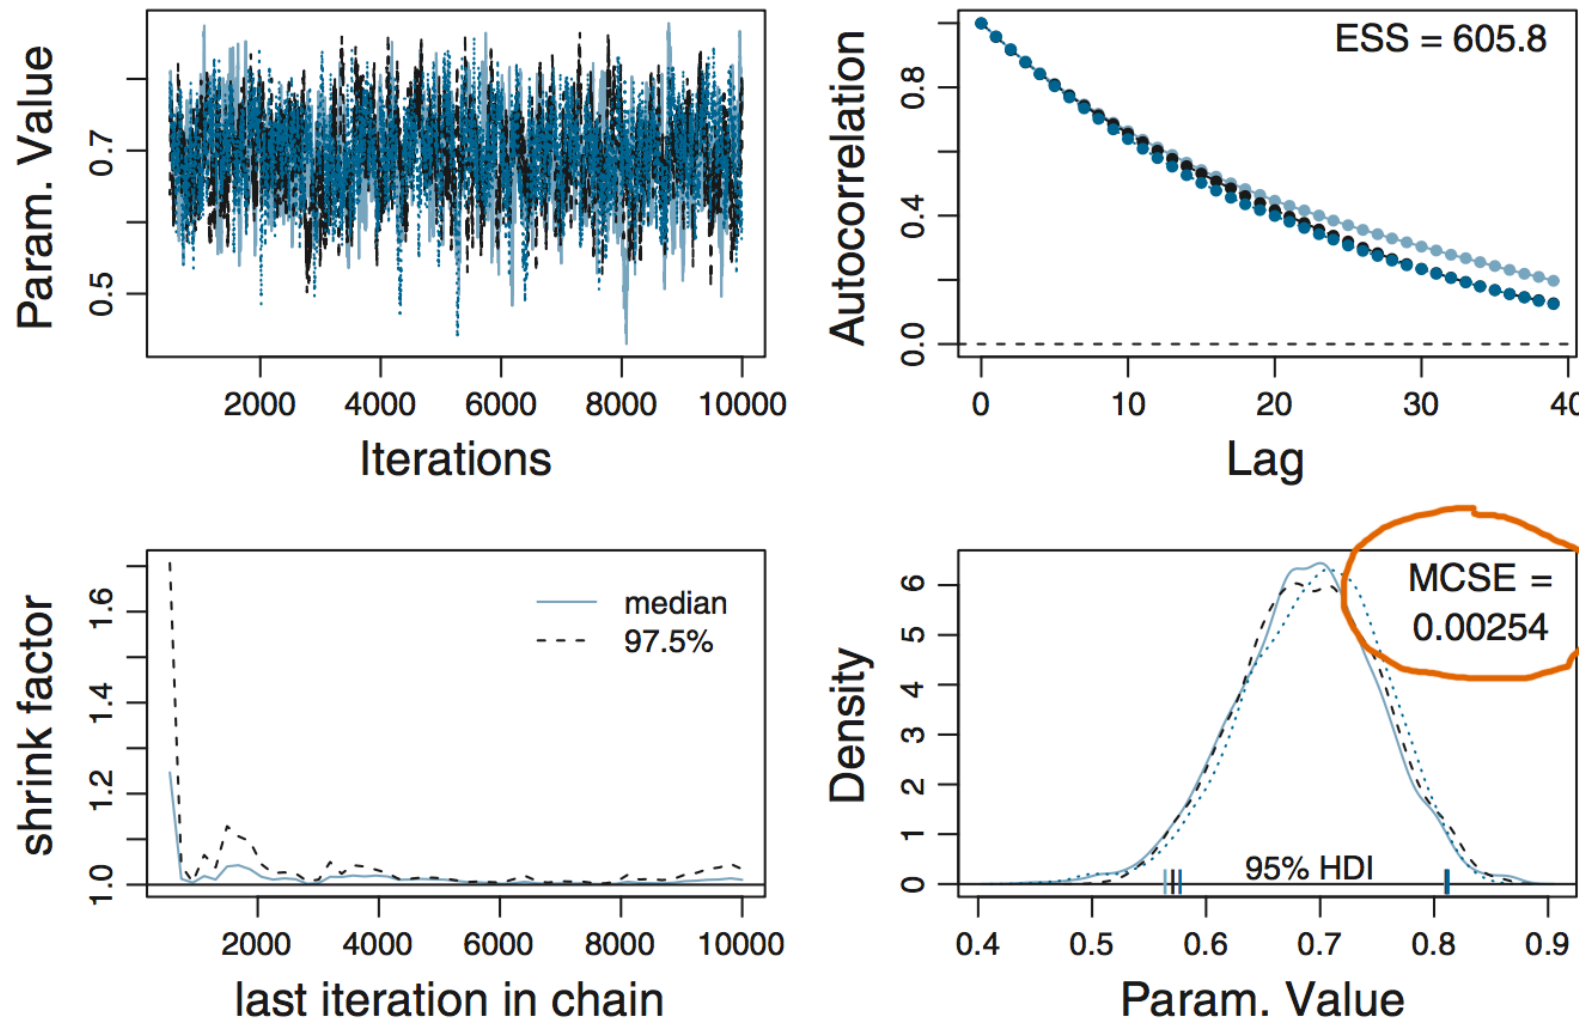 Param. Value
0.7
0.5
2000 4000 6000 8000 10000
Iterations
Autocorrelation
0.8
0.4
0.0
ESS = 605.8
0 10 20 30 40
Lag
shrink factor
1.6
1.4
1.2
1.0
median
97.5%
2000 4000 6000 8000 10000
last iteration in chain
Density
6
5
4
3
2
1
0
MCSE =
0.00254
95% HDI
0.4 0.5 0.6 0.7 0.8 0.9
Param. Value